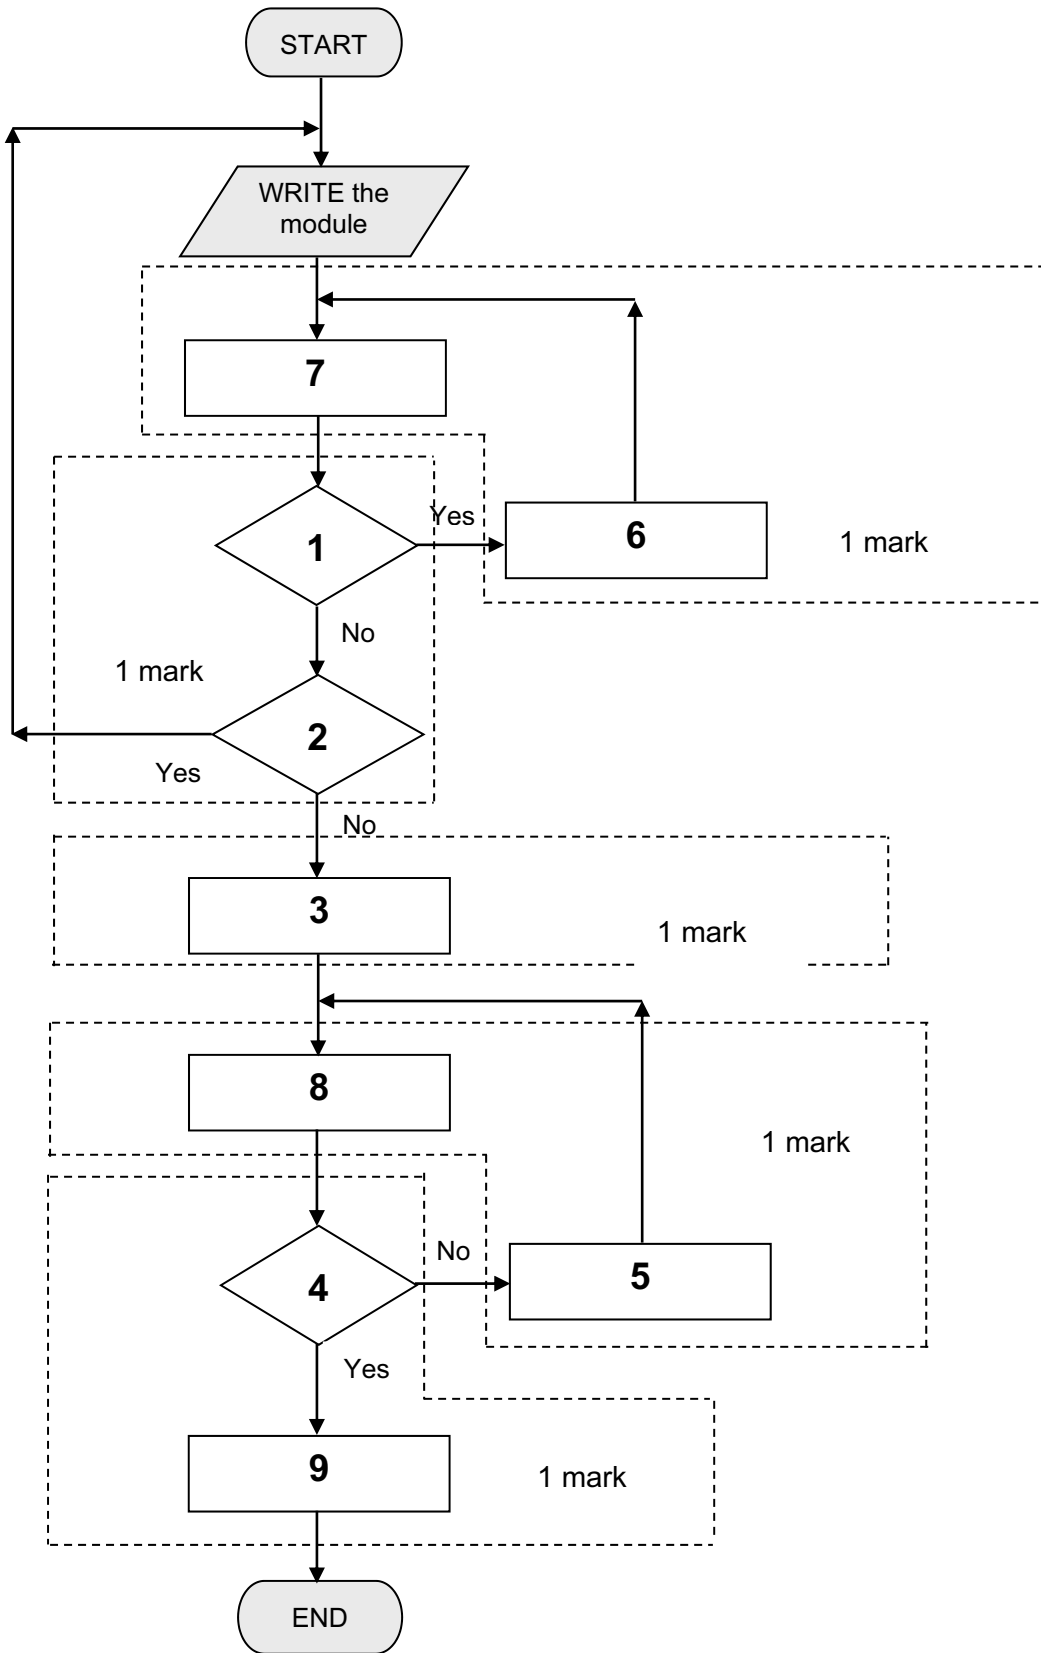 START
WRITE the
module
7
1
Yes
6
1 mark
No
1 mark
2
Yes
No
3
1 mark
8
1 mark
4
No
5
Yes
9
1 mark
END